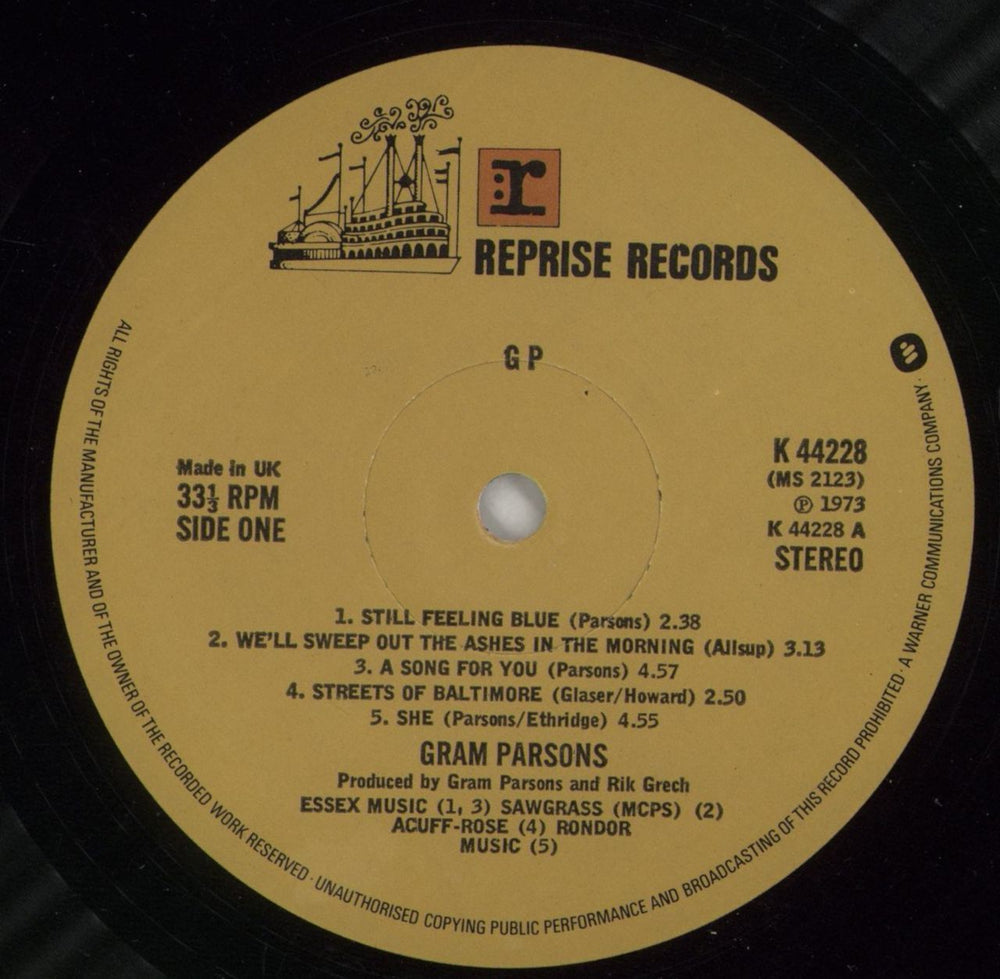 r
REPRISE RECORDS
G P
Made in UK
33⅓ RPM
SIDE ONE
K 44228
(MS 2123)
℗ 1973
K 44228 A
STEREO
1. STILL FEELING BLUE (Parsons) 2.38
2. WE'LL SWEEP OUT THE ASHES IN THE MORNING (Allsup) 3.13
3. A SONG FOR YOU (Parsons) 4.57
4. STREETS OF BALTIMORE (Glaser/Howard) 2.50
5. SHE (Parsons/Ethridge) 4.55
GRAM PARSONS
Produced by Gram Parsons and Rik Grech
ESSEX MUSIC (1, 3) SAWGRASS (MCPS) (2)
ACUFF-ROSE (4) RONDOR
MUSIC (5)
ALL RIGHTS OF THE MANUFACTURER AND OF THE OWNER OF THE RECORDED WORK RESERVED · UNAUTHORISED COPYING PUBLIC PERFORMANCE AND BROADCASTING OF THIS RECORD PROHIBITED · A WARNER COMMUNICATIONS COMPANY ·